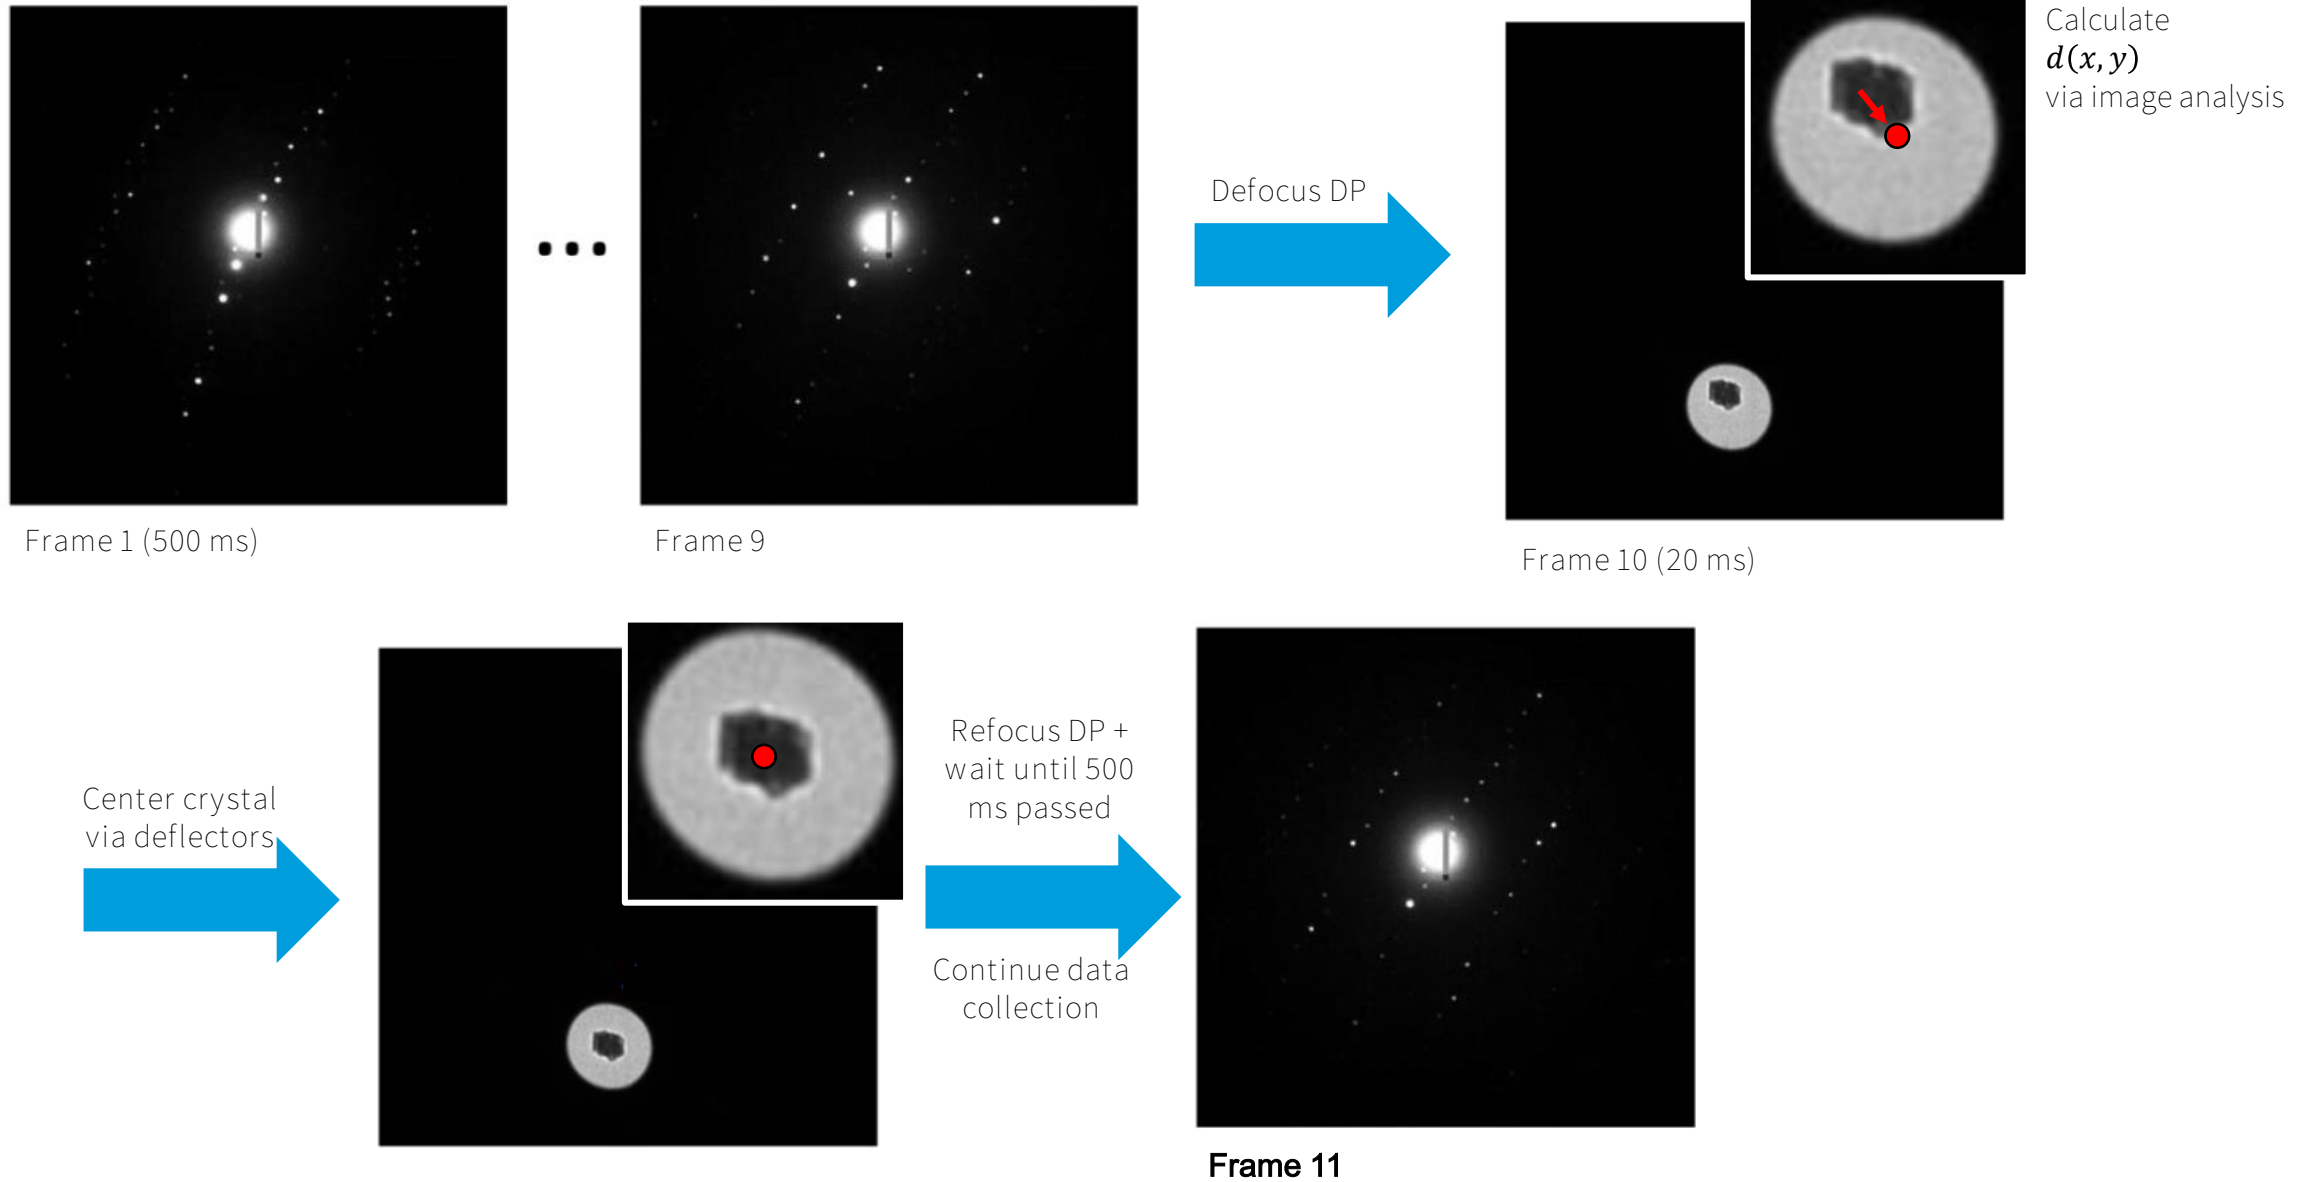 Calculate
d(x, y)
via image analysis
Defocus DP
Frame 1 (500 ms)
Frame 9
Frame 10 (20 ms)
Center crystal
via deflectors
Refocus DP +
wait until 500
ms passed
Continue data
collection
Frame 11